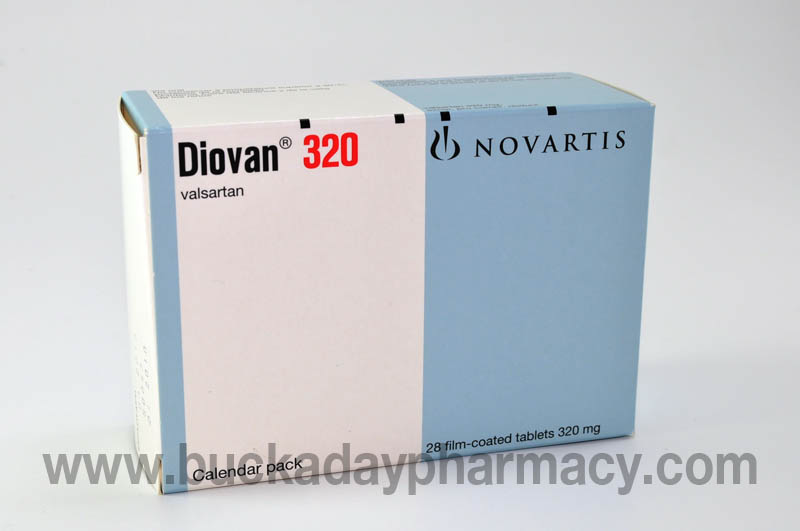 Diovan® 320
valsartan
NOVARTIS
28 film-coated tablets 320 mg
Calendar pack
www.buckadaypharmacy.com